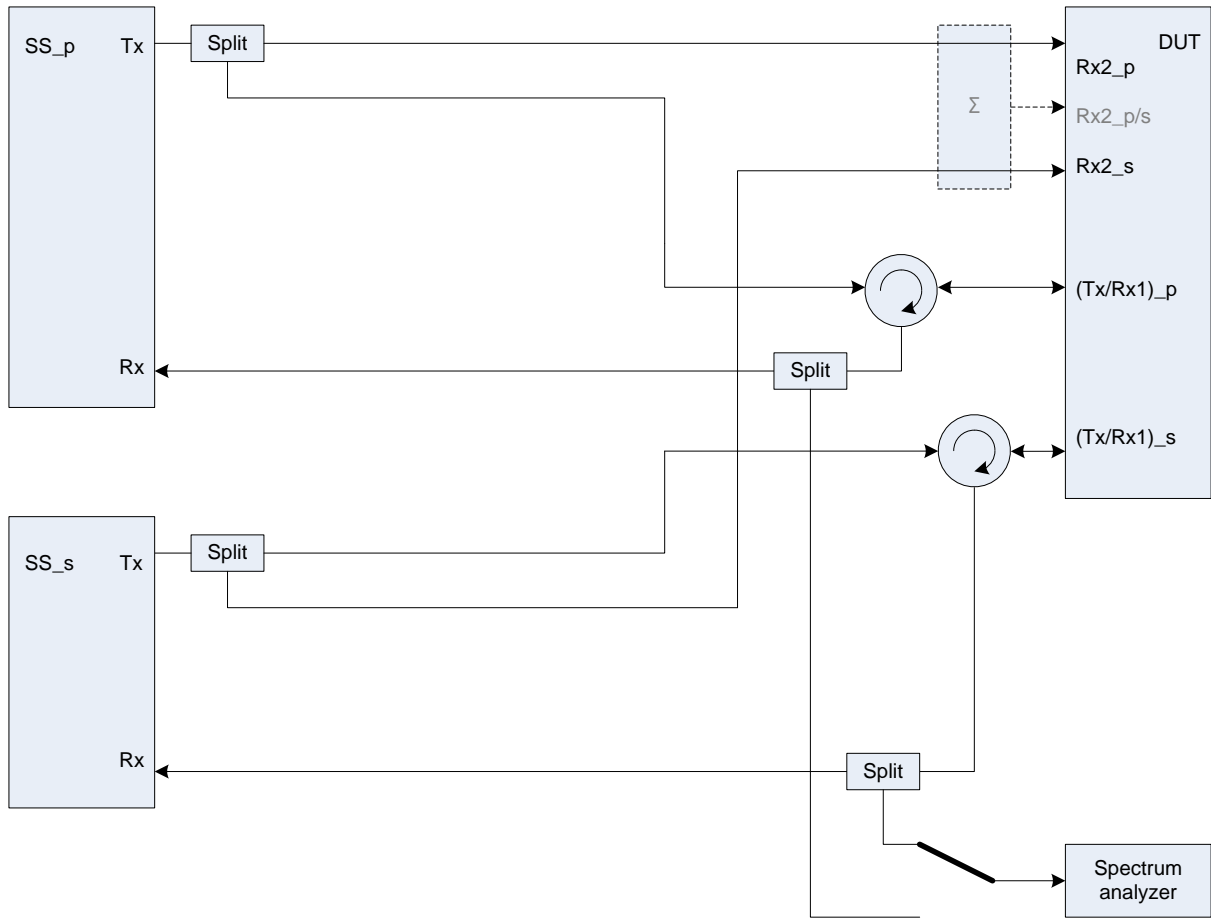 SS_p
Tx
Split
Σ
DUT
Rx2_p
Rx2_p/s
Rx2_s
(Tx/Rx1)_p
Rx
Split
(Tx/Rx1)_s
SS_s
Tx
Split
Rx
Split
Spectrum
analyzer